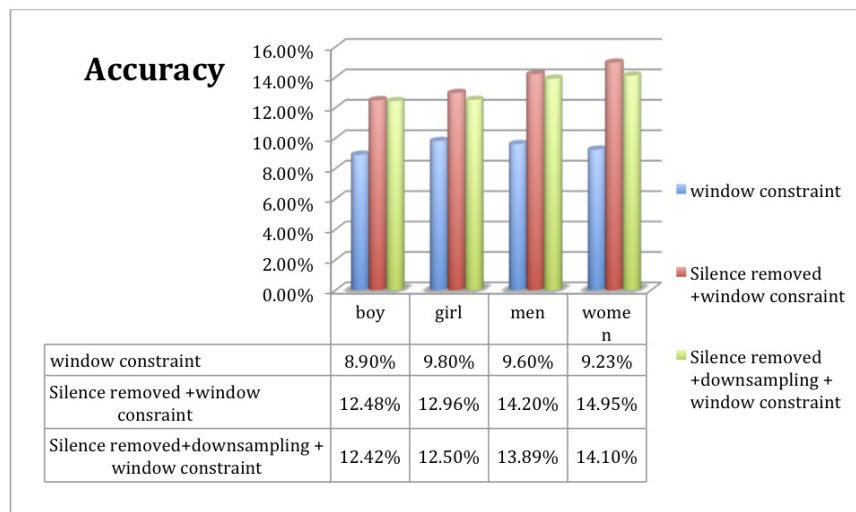 Accuracy
16.00%
14.00%
12.00%
10.00%
8.00%
6.00%
4.00%
2.00%
0.00%
boy girl men wome
n
window constraint 8.90% 9.80% 9.60% 9.23%
Silence removed +window
consraint 12.48% 12.96% 14.20% 14.95%
Silence removed+downsampling +
window constraint 12.42% 12.50% 13.89% 14.10%
window constraint
Silence removed
+window consraint
Silence removed
+downsampling +
window constraint